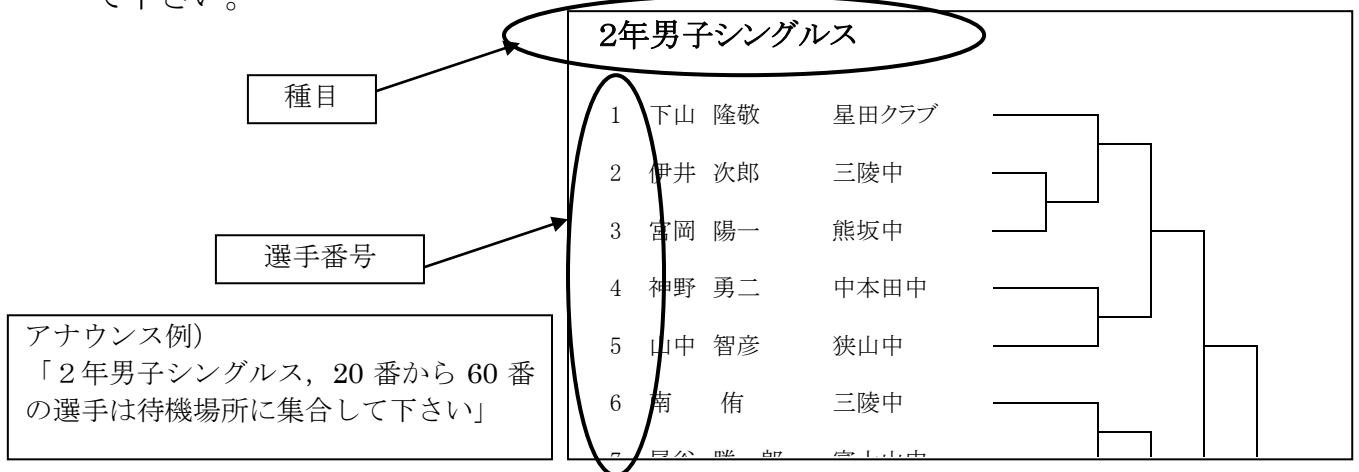 て下さい。
2年男子シングルス
種目
1 下山 隆敬 星田クラブ
2 伊井 次郎 三陵中
3 宮岡 陽一 熊坂中
選手番号
4 神野 勇二 中本田中
5 山中 智彦 狭山中
6 南 侑 三陵中
アナウンス例)
「２年男子シングルス，20 番から 60 番
の選手は待機場所に集合して下さい」